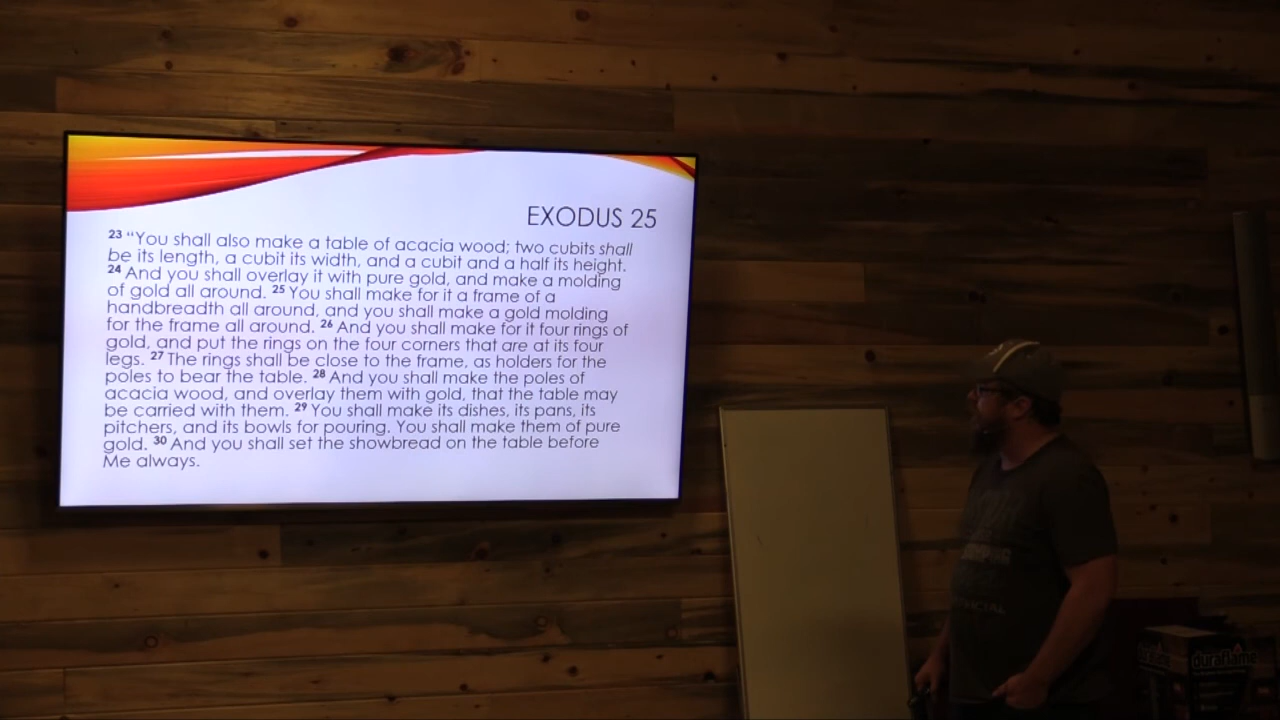 EXODUS 25
23 “You shall also make a table of acacia wood; two cubits shall
be its length, a cubit its width, and a cubit and a half its height.
24 And you shall overlay it with pure gold, and make a molding
of gold all around. 25 You shall make for it a frame of a
handbreadth all around, and you shall make a gold molding
for the frame all around. 26 And you shall make for it four rings of
gold, and put the rings on the four corners that are at its four
legs. 27 The rings shall be close to the frame, as holders for the
poles to bear the table. 28 And you shall make the poles of
acacia wood, and overlay them with gold, that the table may
be carried with them. 29 You shall make its dishes, its pans, its
pitchers, and its bowls for pouring. You shall make them of pure
gold. 30 And you shall set the showbread on the table before
Me always.
duraflame